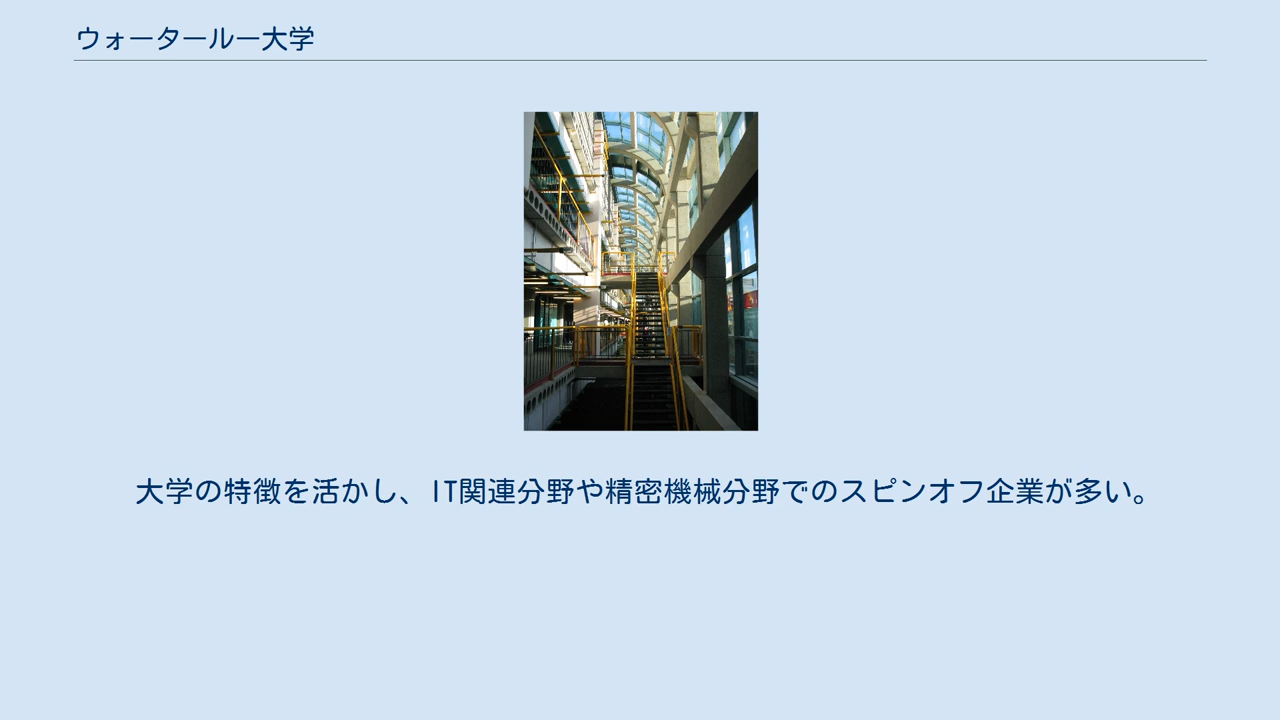 ウォータールー大学
大学の特徴を活かし、IT関連分野や精密機械分野でのスピンオフ企業が多い。